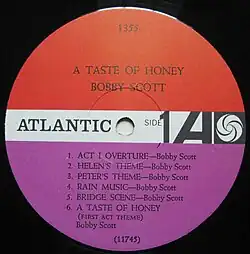 1355
A TASTE OF HONEY
BOBBY SCOTT
ATLANTIC SIDE 1 A
1. ACT I OVERTURE—Bobby Scott
2. HELEN'S THEME—Bobby Scott
3. PETER'S THEME—Bobby Scott
4. RAIN MUSIC—Bobby Scott
5. BRIDGE SCENE—Bobby Scott
6. A TASTE OF HONEY
(FIRST ACT THEME)
Bobby Scott
(11745)